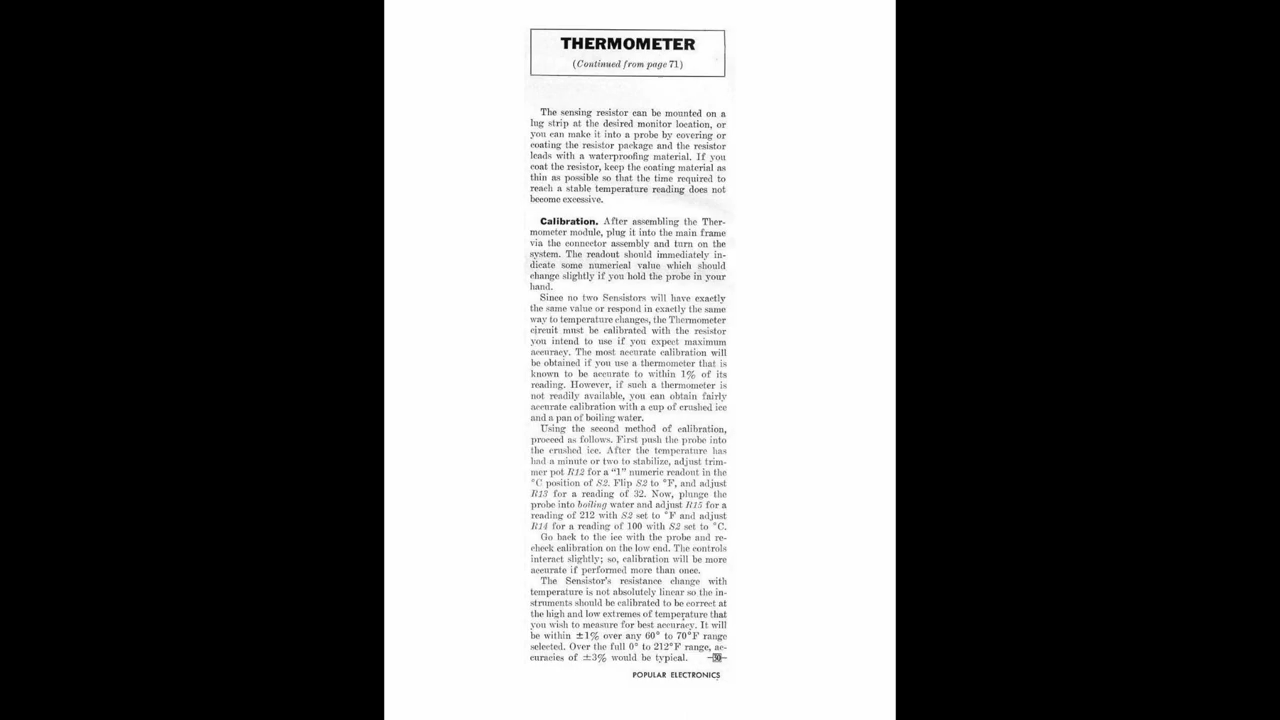 THERMOMETER
(Continued from page 71)
The sensing resistor can be mounted on a
lug strip at the desired monitor location, or
you can make it into a probe by covering or
coating the resistor package and the resistor
leads with a waterproofing material. If you
coat the resistor, keep the coating material as
thin as possible so that the time required to
reach a stable temperature reading does not
become excessive.
Calibration. After assembling the Ther-
mometer module, plug it into the main frame
via the connector assembly and turn on the
system. The readout should immediately in-
dicate some numerical value which should
change slightly if you hold the probe in your
hand.
Since no two Sensistors will have exactly
the same value or respond in exactly the same
way to temperature changes, the Thermometer
circuit must be calibrated with the resistor
you intend to use if you expect maximum
accuracy. The most accurate calibration will
be obtained if you use a thermometer that is
known to be accurate to within 1% of its
reading. However, if such a thermometer is
not readily available, you can obtain fairly
accurate calibration with a cup of crushed ice
and a pan of boiling water.
Using the second method of calibration,
proceed as follows. First push the probe into
the crushed ice. After the temperature has
had a minute or two to stabilize, adjust trim-
mer pot R12 for a "1" numeric readout in the
°C position of S2. Flip S2 to °F, and adjust
R13 for a reading of 32. Now, plunge the
probe into boiling water and adjust R15 for a
reading of 212 with S2 set to °F and adjust
R14 for a reading of 100 with S2 set to °C.
Go back to the ice with the probe and re-
check calibration on the low end. The controls
interact slightly; so, calibration will be more
accurate if performed more than once.
The Sensistor's resistance change with
temperature is not absolutely linear so the in-
struments should be calibrated to be correct at
the high and low extremes of temperature that
you wish to measure for best accuracy. It will
be within ±1% over any 60° to 70°F range
selected. Over the full 0° to 212°F range, ac-
curacies of ±3% would be typical. —30—
POPULAR ELECTRONICS